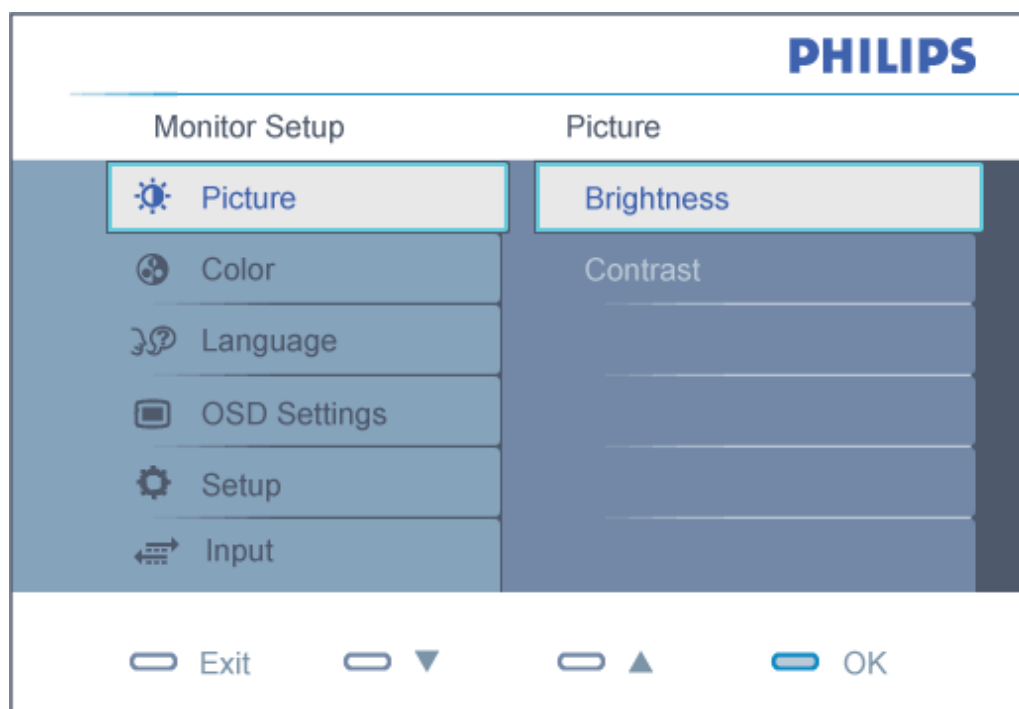 PHILIPS
Monitor Setup
Picture
Picture
Brightness
Color
Contrast
Language
OSD Settings
Setup
Input
Exit ▼ ▲ OK